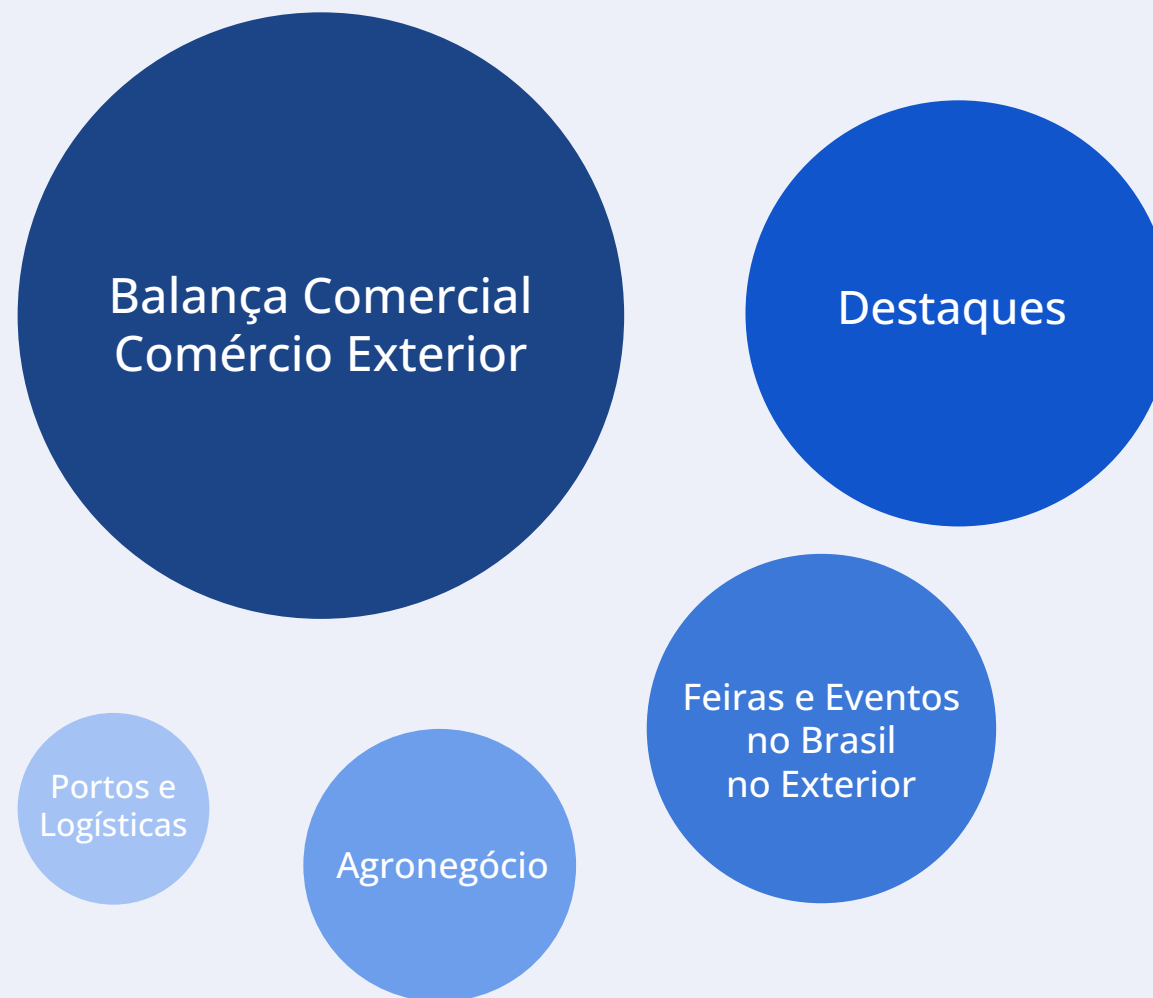 Balança Comercial
Comércio Exterior
Destaques
Feiras e Eventos
no Brasil
no Exterior
Portos e
Logísticas
Agronegócio